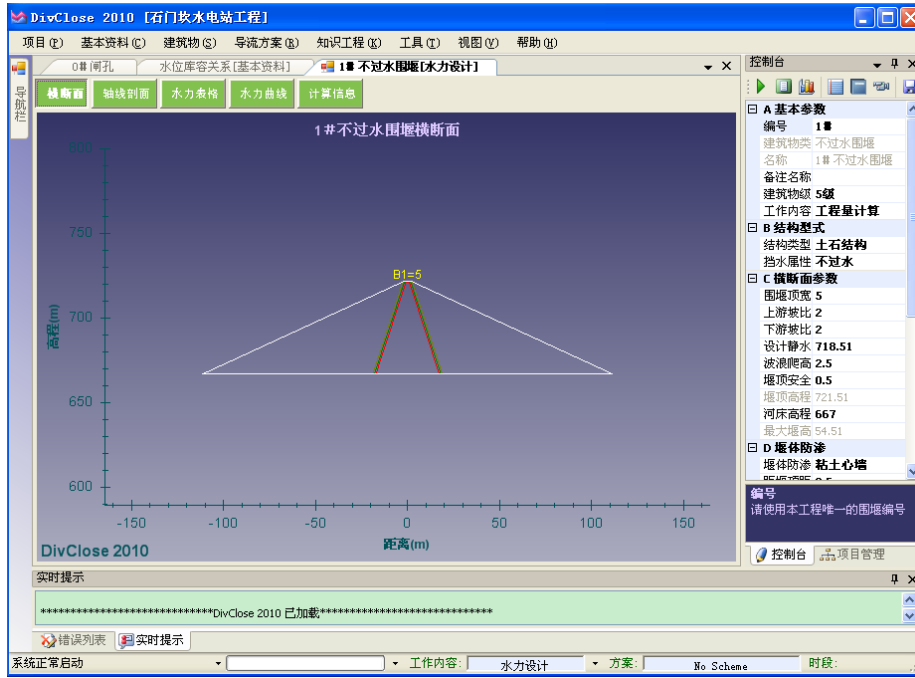 DivClose 2010 [石门坎水电站工程]
项目(P) 基本资料(C) 建筑物(S) 导流方案(R) 知识工程(K) 工具(T) 视图(V) 帮助(H)
导航栏
0#闸孔 水位库容关系[基本资料] 1#不过水围堰[水力设计]
横断面 轴线剖面 水力表格 水力曲线 计算信息
1#不过水围堰横断面
800
750
B1=5
700
高程(m)
650
600
-150 -100 -50 0 50 100 150
距离(m)
DivClose 2010
控制台
A 基本参数
编号 1#
建筑物类 不过水围堰
名称 1#不过水围堰
备注名称
建筑物级 5级
工作内容 工程量计算
B 结构型式
结构类型 土石结构
挡水属性 不过水
C 横断面参数
围堰顶宽 5
上游坡比 2
下游坡比 2
设计静水 718.51
波浪爬高 2.5
堰顶安全 0.5
堰顶高程 721.51
河床高程 667
最大堰高 54.51
D 堰体防渗
堰体防渗 粘土心墙
编号
请使用本工程唯一的围堰编号
控制台 项目管理
实时提示
******************************DivClose 2010 已加载******************************
错误列表 实时提示
系统正常启动 工作内容: 水力设计 方案: No Scheme 时段: